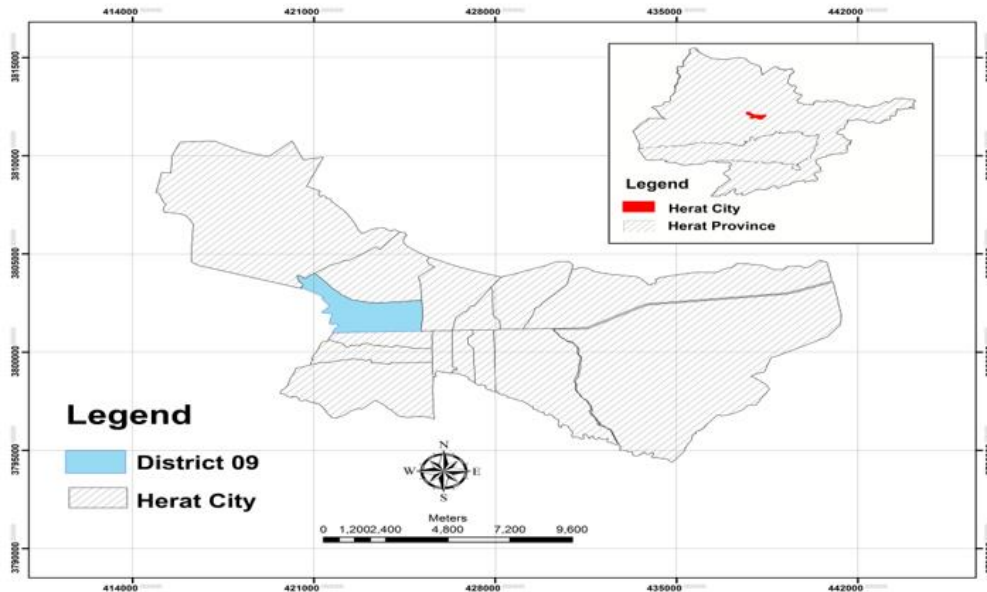 414000 421000 428000 435000 442000
3815000
3810000
3805000
3800000
3795000
3790000
Legend
Herat City
Herat Province
Legend
District 09
Herat City
N
W E
S
Meters
0 1,2002,400 4,800 7,200 9,600
414000 421000 428000 435000 442000